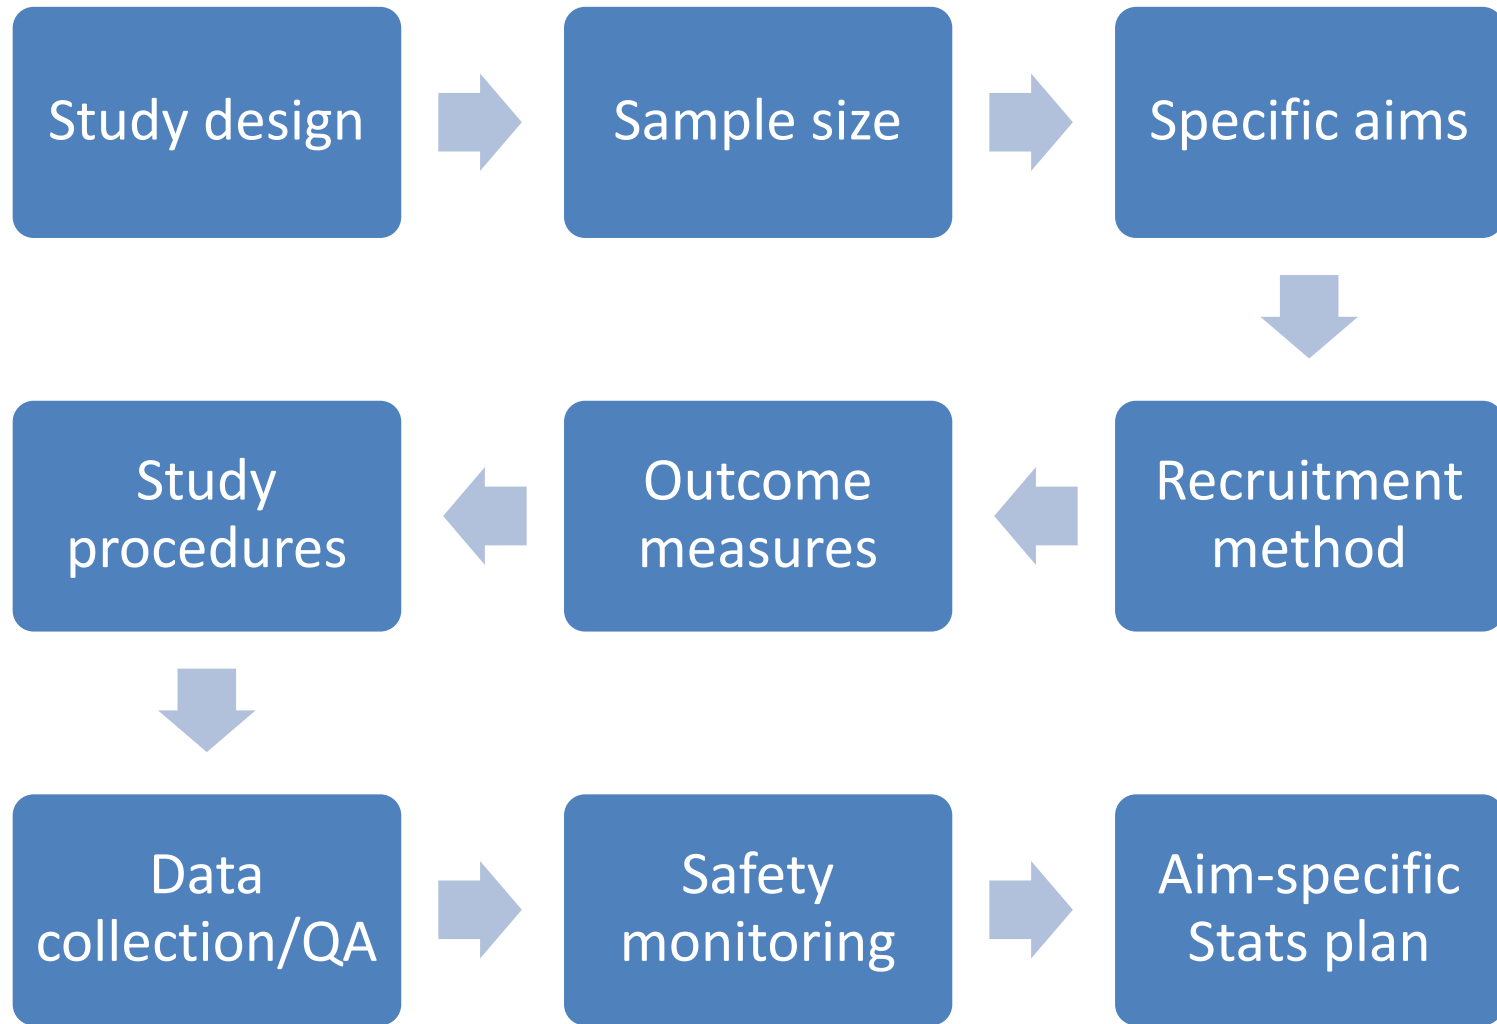 Study design
Sample size
Specific aims
Recruitment
method
Outcome
measures
Study
procedures
Data
collection/QA
Safety
monitoring
Aim-specific
Stats plan